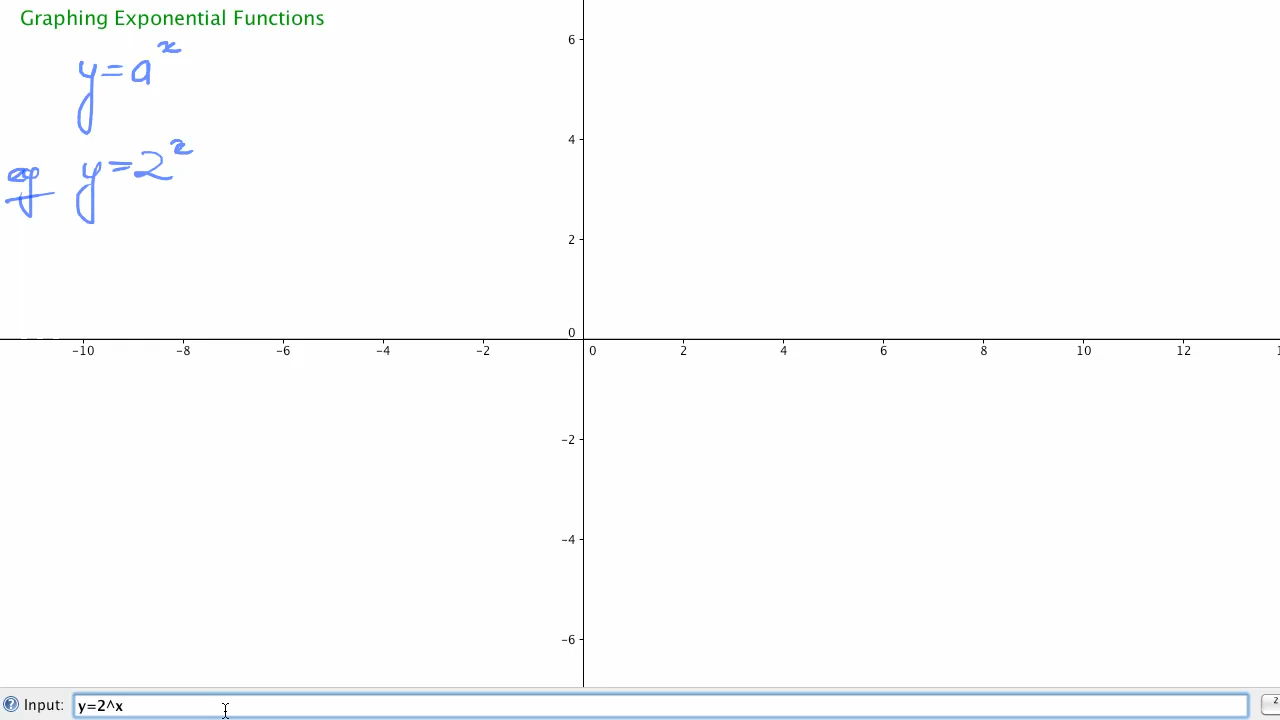 Graphing Exponential Functions
y=a^x
eg y=2^x
6
4
2
0
-10 -8 -6 -4 -2 0 2 4 6 8 10 12
-2
-4
-6
Input: y=2^x